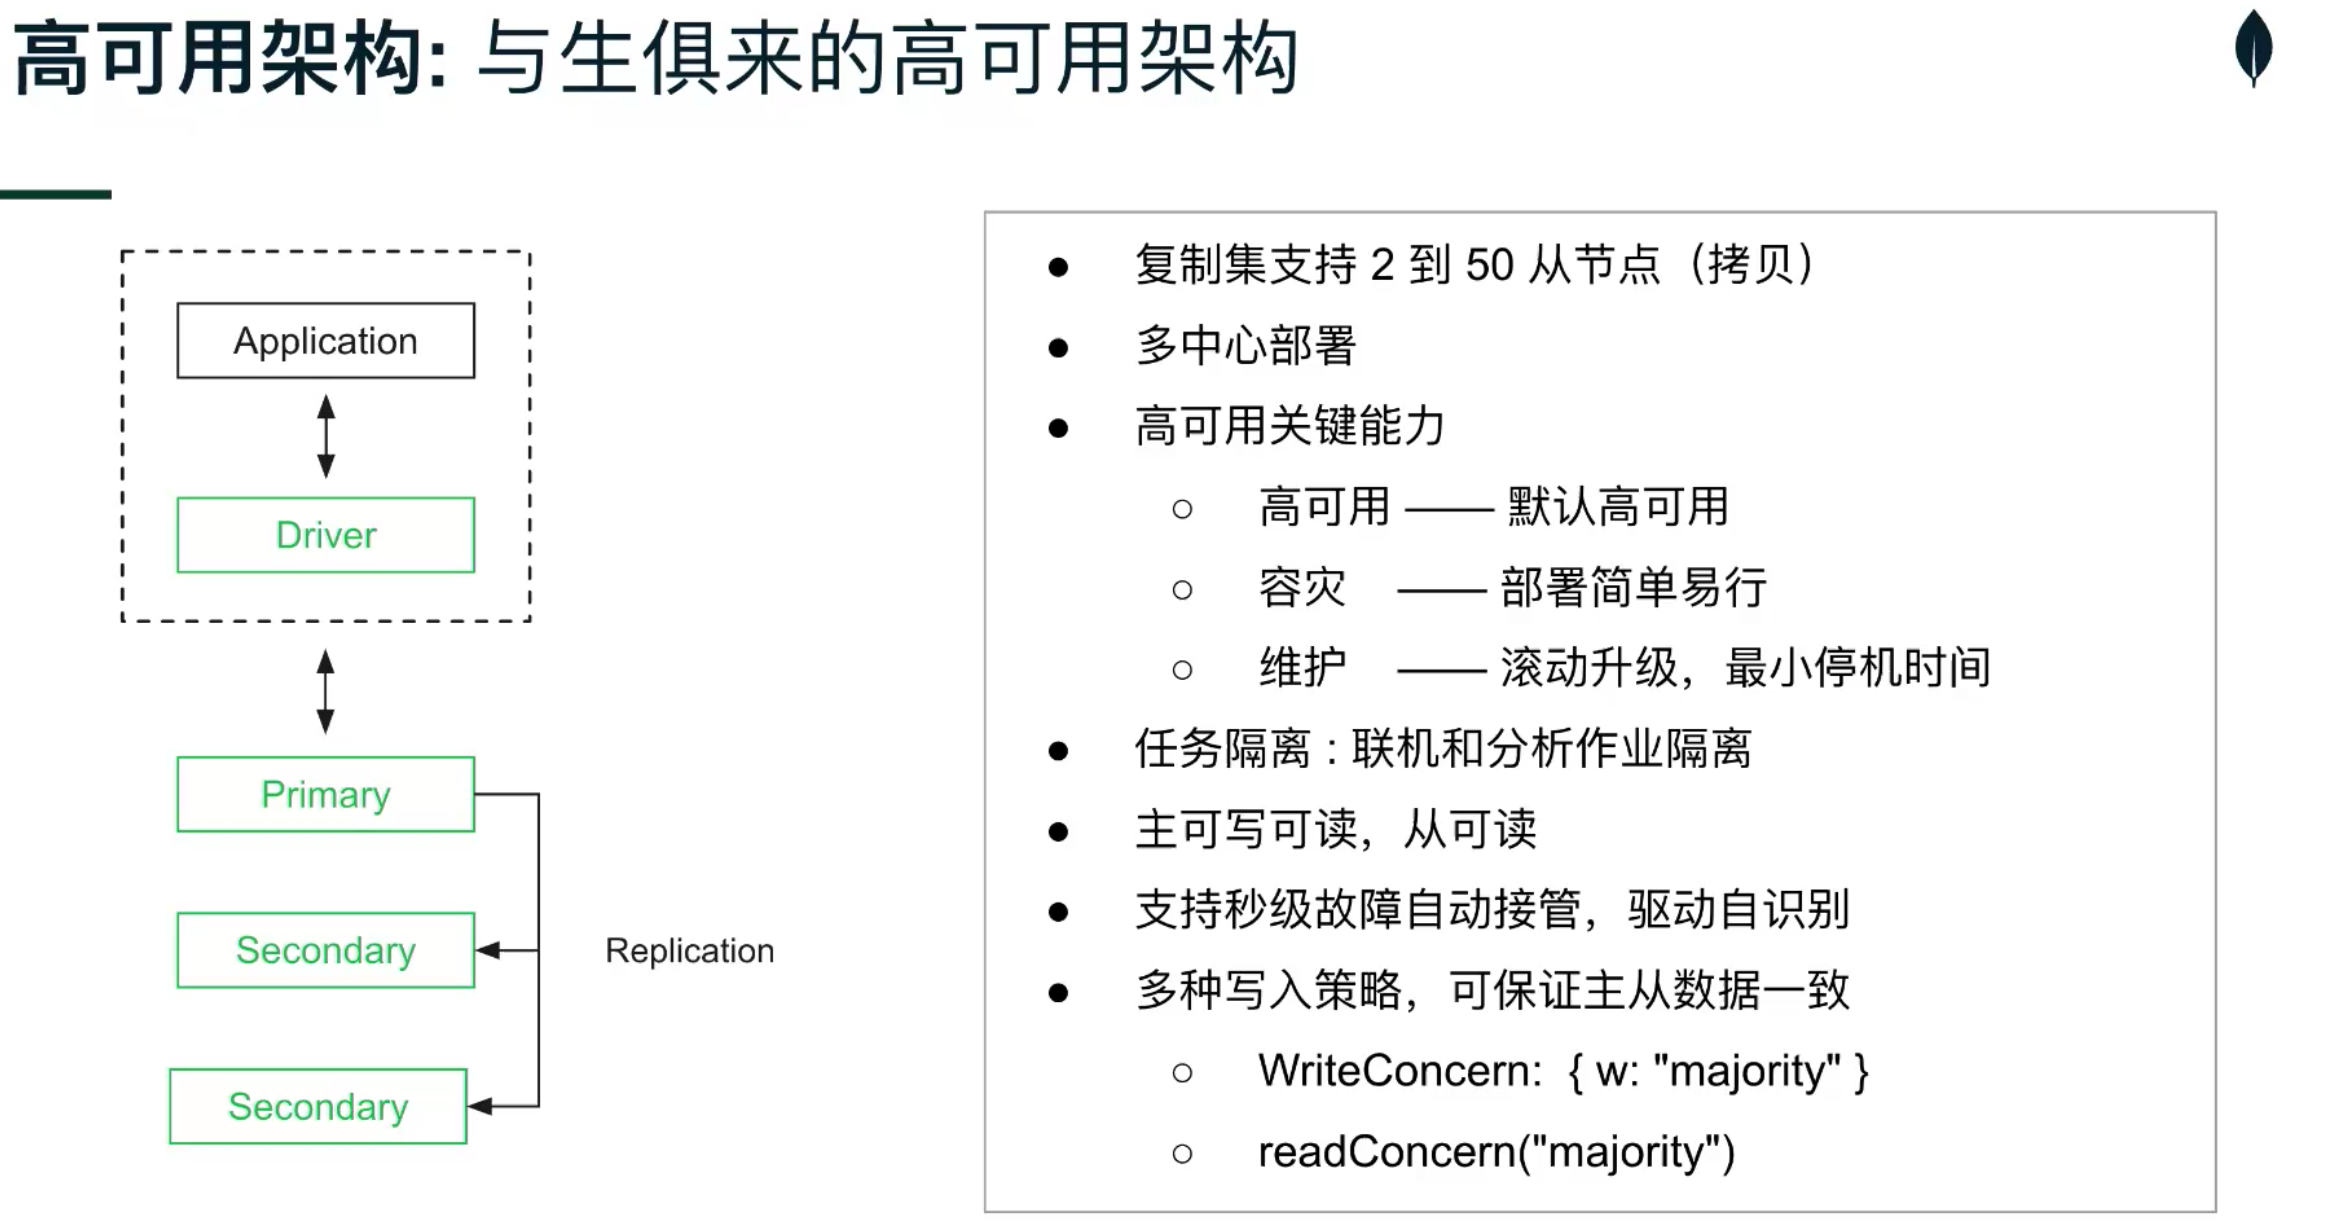 高可用架构: 与生俱来的高可用架构
Application
Driver
Primary
Secondary
Replication
Secondary
● 复制集支持 2 到 50 从节点（拷贝）
● 多中心部署
● 高可用关键能力
○ 高可用 —— 默认高可用
○ 容灾 —— 部署简单易行
○ 维护 —— 滚动升级，最小停机时间
● 任务隔离 : 联机和分析作业隔离
● 主可写可读，从可读
● 支持秒级故障自动接管，驱动自识别
● 多种写入策略，可保证主从数据一致
○ WriteConcern: { w: "majority" }
○ readConcern("majority")